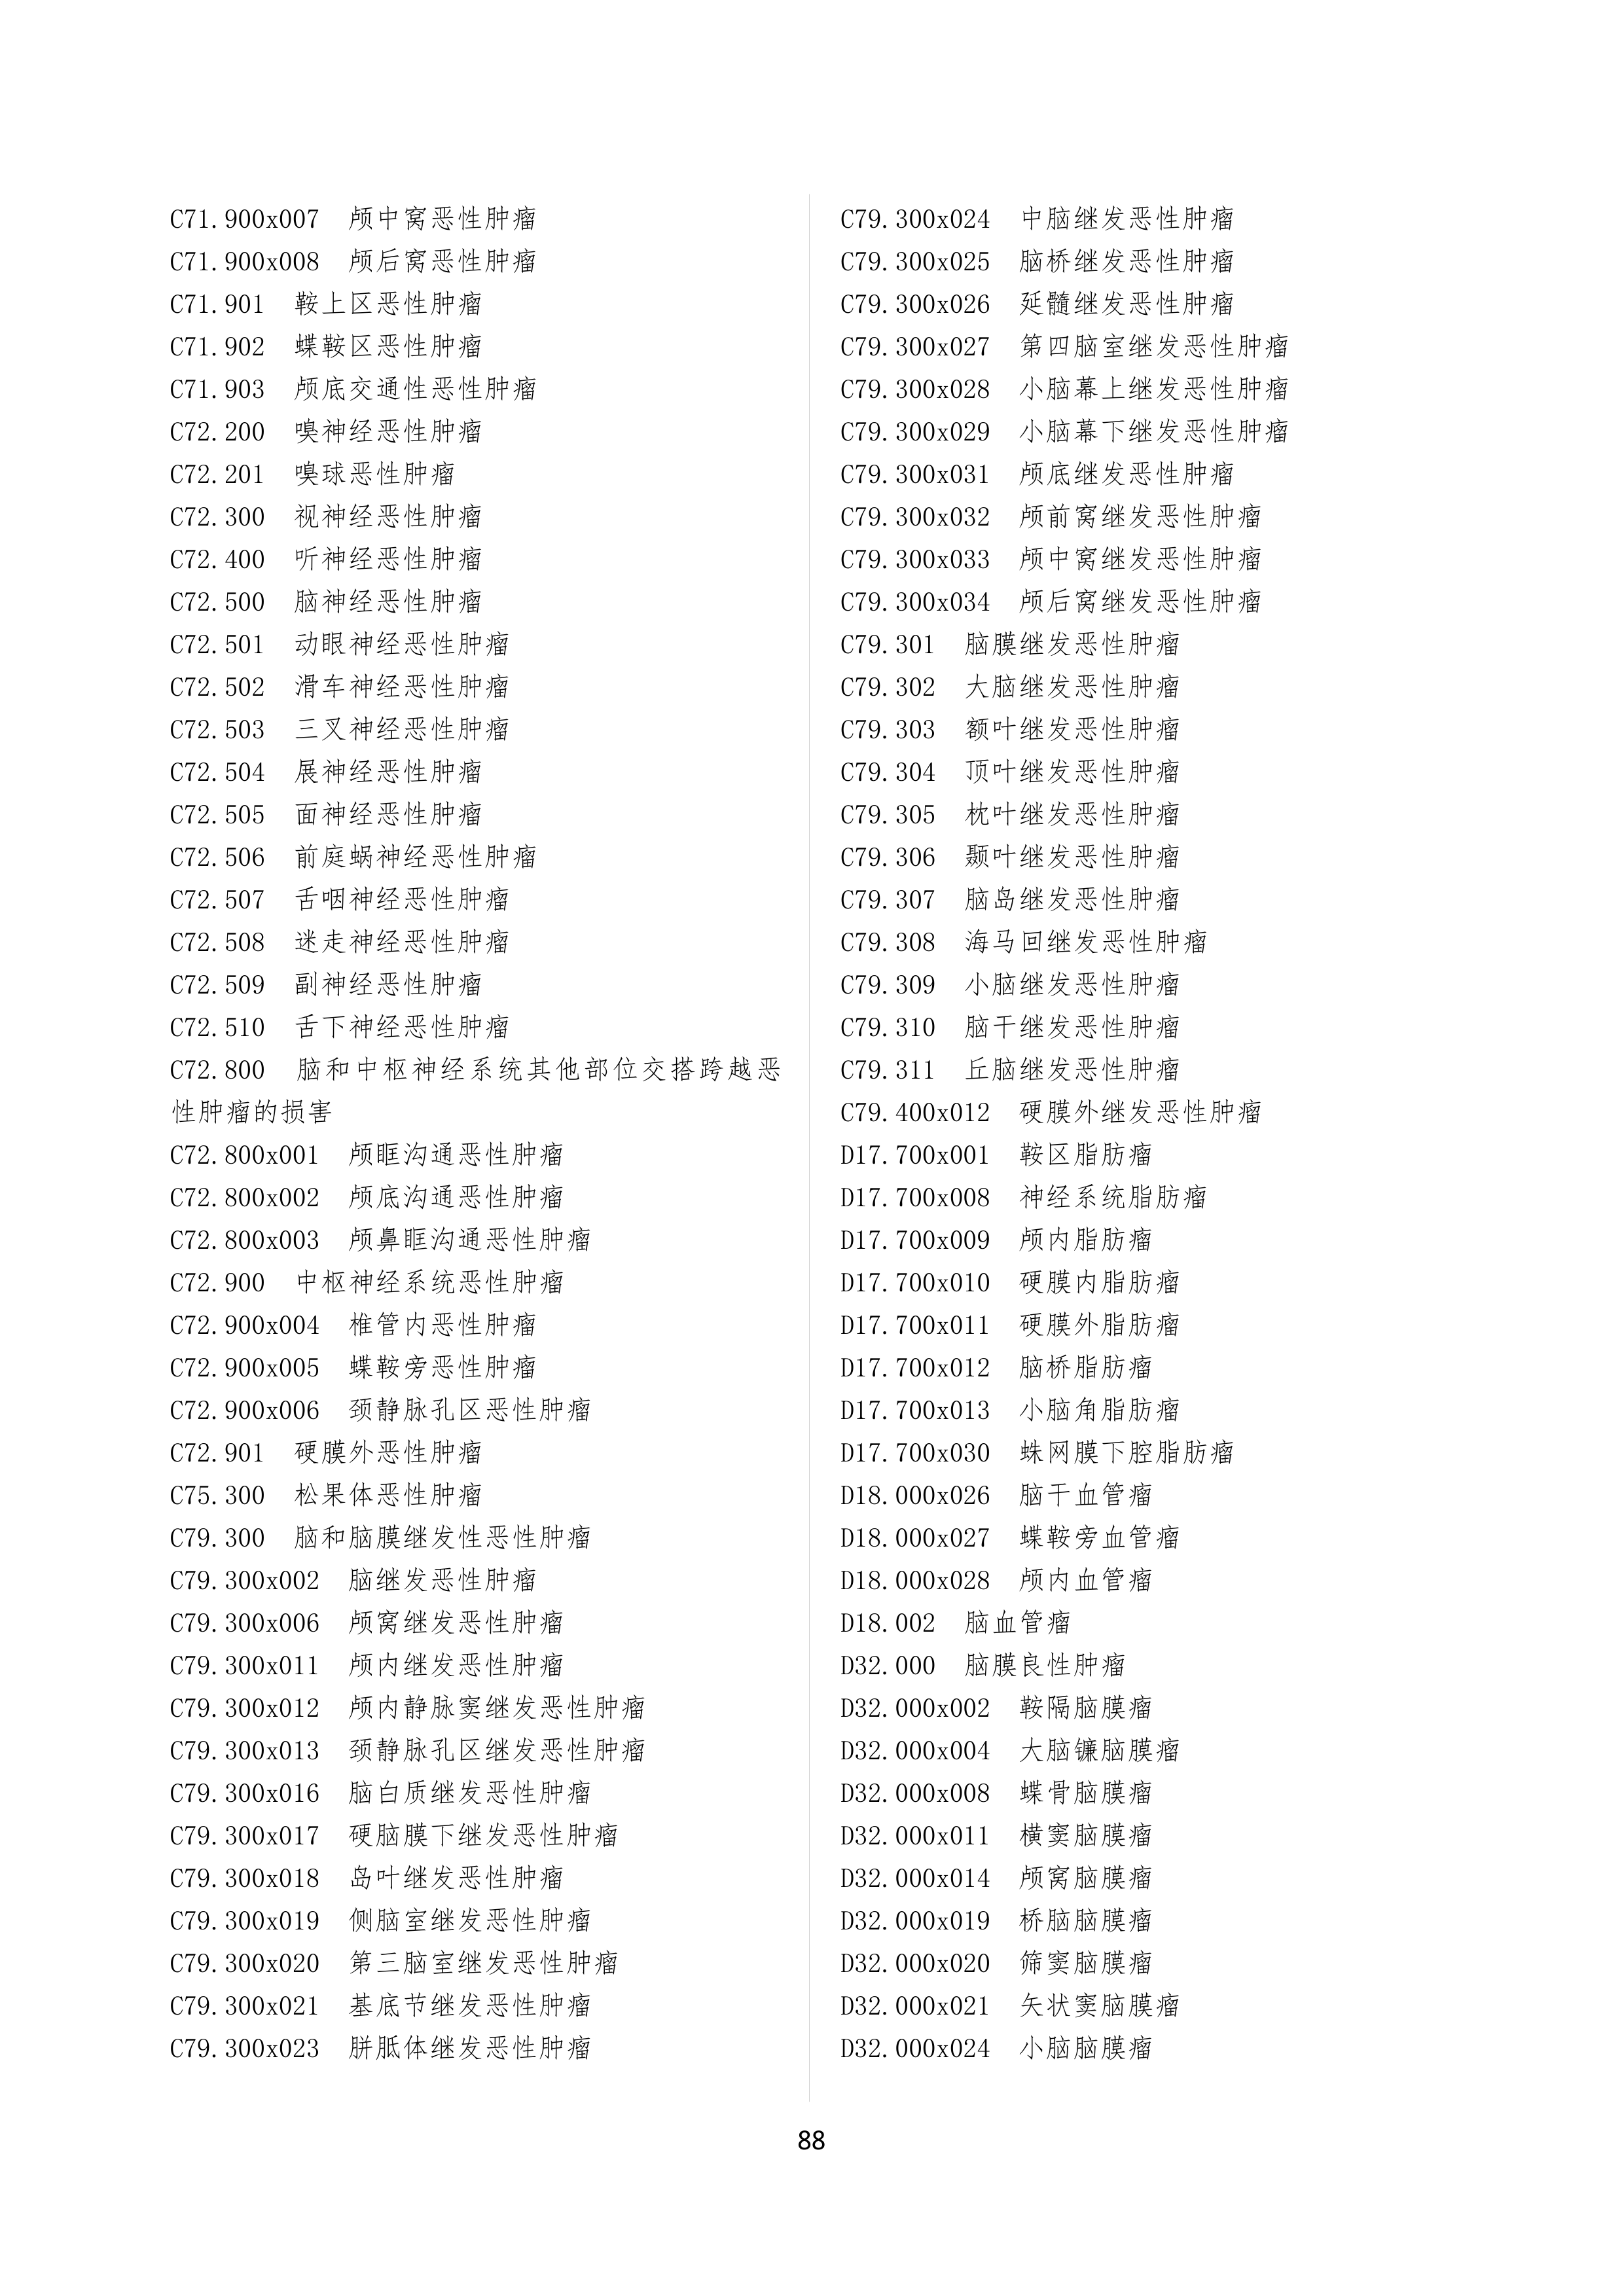 C71.900x007 颅中窝恶性肿瘤
C71.900x008 颅后窝恶性肿瘤
C71.901 鞍上区恶性肿瘤
C71.902 蝶鞍区恶性肿瘤
C71.903 颅底交通性恶性肿瘤
C72.200 嗅神经恶性肿瘤
C72.201 嗅球恶性肿瘤
C72.300 视神经恶性肿瘤
C72.400 听神经恶性肿瘤
C72.500 脑神经恶性肿瘤
C72.501 动眼神经恶性肿瘤
C72.502 滑车神经恶性肿瘤
C72.503 三叉神经恶性肿瘤
C72.504 展神经恶性肿瘤
C72.505 面神经恶性肿瘤
C72.506 前庭蜗神经恶性肿瘤
C72.507 舌咽神经恶性肿瘤
C72.508 迷走神经恶性肿瘤
C72.509 副神经恶性肿瘤
C72.510 舌下神经恶性肿瘤
C72.800 脑和中枢神经系统其他部位交搭跨越恶
性肿瘤的损害
C72.800x001 颅眶沟通恶性肿瘤
C72.800x002 颅底沟通恶性肿瘤
C72.800x003 颅鼻眶沟通恶性肿瘤
C72.900 中枢神经系统恶性肿瘤
C72.900x004 椎管内恶性肿瘤
C72.900x005 蝶鞍旁恶性肿瘤
C72.900x006 颈静脉孔区恶性肿瘤
C72.901 硬膜外恶性肿瘤
C75.300 松果体恶性肿瘤
C79.300 脑和脑膜继发性恶性肿瘤
C79.300x002 脑继发恶性肿瘤
C79.300x006 颅窝继发恶性肿瘤
C79.300x011 颅内继发恶性肿瘤
C79.300x012 颅内静脉窦继发恶性肿瘤
C79.300x013 颈静脉孔区继发恶性肿瘤
C79.300x016 脑白质继发恶性肿瘤
C79.300x017 硬脑膜下继发恶性肿瘤
C79.300x018 岛叶继发恶性肿瘤
C79.300x019 侧脑室继发恶性肿瘤
C79.300x020 第三脑室继发恶性肿瘤
C79.300x021 基底节继发恶性肿瘤
C79.300x023 胼胝体继发恶性肿瘤
C79.300x024 中脑继发恶性肿瘤
C79.300x025 脑桥继发恶性肿瘤
C79.300x026 延髓继发恶性肿瘤
C79.300x027 第四脑室继发恶性肿瘤
C79.300x028 小脑幕上继发恶性肿瘤
C79.300x029 小脑幕下继发恶性肿瘤
C79.300x031 颅底继发恶性肿瘤
C79.300x032 颅前窝继发恶性肿瘤
C79.300x033 颅中窝继发恶性肿瘤
C79.300x034 颅后窝继发恶性肿瘤
C79.301 脑膜继发恶性肿瘤
C79.302 大脑继发恶性肿瘤
C79.303 额叶继发恶性肿瘤
C79.304 顶叶继发恶性肿瘤
C79.305 枕叶继发恶性肿瘤
C79.306 颞叶继发恶性肿瘤
C79.307 脑岛继发恶性肿瘤
C79.308 海马回继发恶性肿瘤
C79.309 小脑继发恶性肿瘤
C79.310 脑干继发恶性肿瘤
C79.311 丘脑继发恶性肿瘤
C79.400x012 硬膜外继发恶性肿瘤
D17.700x001 鞍区脂肪瘤
D17.700x008 神经系统脂肪瘤
D17.700x009 颅内脂肪瘤
D17.700x010 硬膜内脂肪瘤
D17.700x011 硬膜外脂肪瘤
D17.700x012 脑桥脂肪瘤
D17.700x013 小脑角脂肪瘤
D17.700x030 蛛网膜下腔脂肪瘤
D18.000x026 脑干血管瘤
D18.000x027 蝶鞍旁血管瘤
D18.000x028 颅内血管瘤
D18.002 脑血管瘤
D32.000 脑膜良性肿瘤
D32.000x002 鞍隔脑膜瘤
D32.000x004 大脑镰脑膜瘤
D32.000x008 蝶骨脑膜瘤
D32.000x011 横窦脑膜瘤
D32.000x014 颅窝脑膜瘤
D32.000x019 桥脑脑膜瘤
D32.000x020 筛窦脑膜瘤
D32.000x021 矢状窦脑膜瘤
D32.000x024 小脑脑膜瘤
88